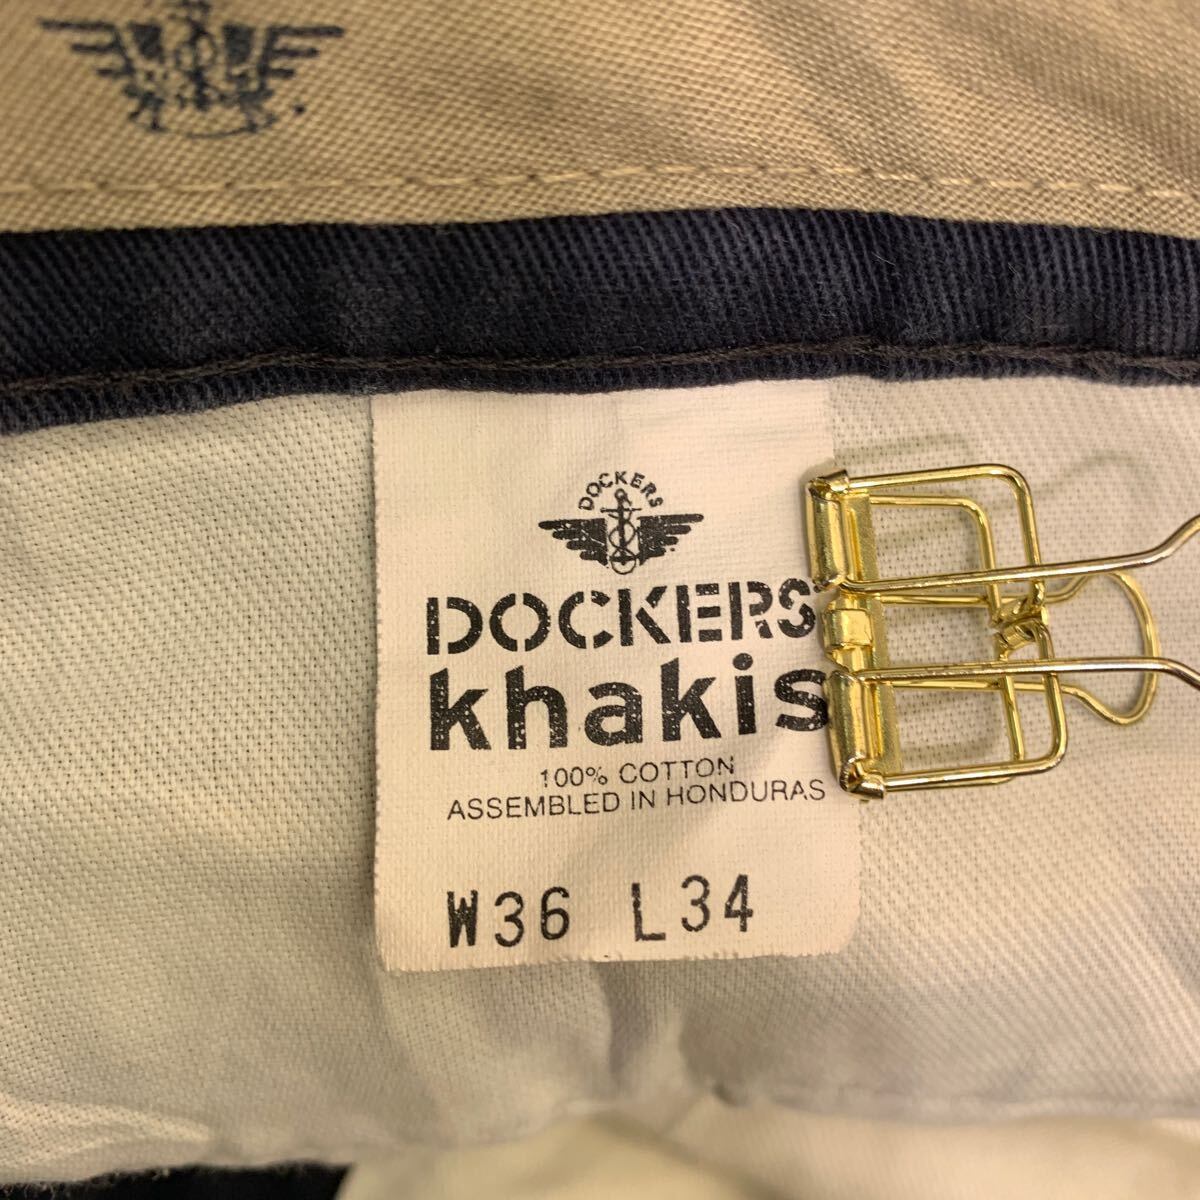 DOCKERS
DOCKERS
khakis
100% COTTON
ASSEMBLED IN HONDURAS
W36 L34